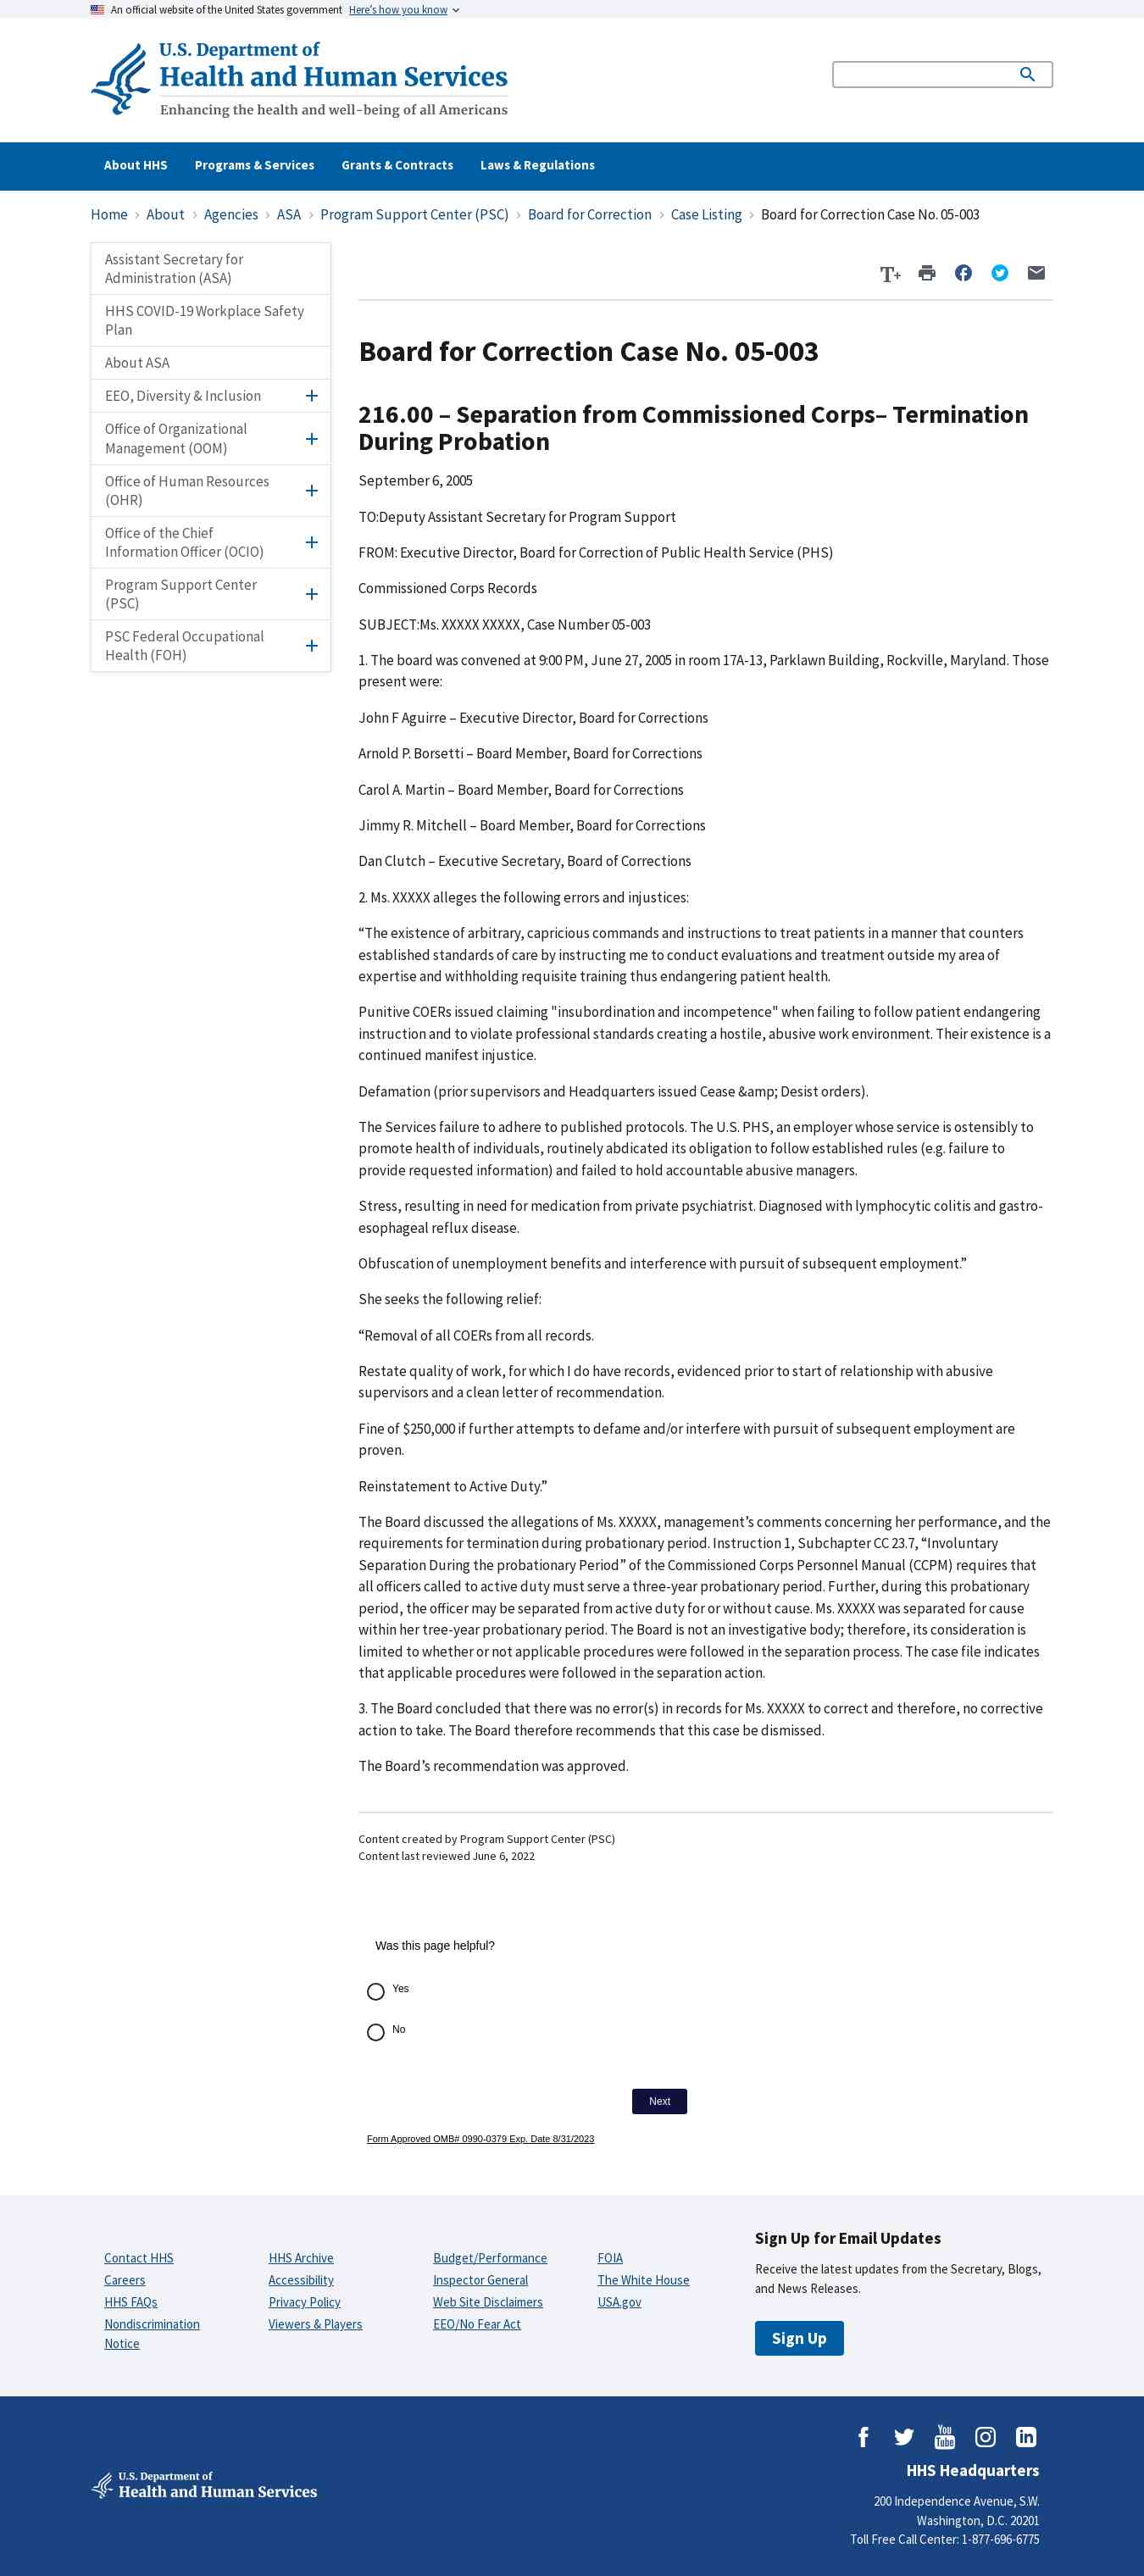 An official website of the United States government Here’s how you know
U.S. Department of
Health and Human Services
Enhancing the health and well-being of all Americans
About HHS Programs & Services Grants & Contracts Laws & Regulations
Home About Agencies ASA Program Support Center (PSC) Board for Correction Case Listing Board for Correction Case No. 05-003
Assistant Secretary for
Administration (ASA)
HHS COVID-19 Workplace Safety
Plan
About ASA
EEO, Diversity & Inclusion
Office of Organizational
Management (OOM)
Office of Human Resources
(OHR)
Office of the Chief
Information Officer (OCIO)
Program Support Center
(PSC)
PSC Federal Occupational
Health (FOH)
T+
Board for Correction Case No. 05-003
216.00 – Separation from Commissioned Corps– Termination
During Probation
September 6, 2005
TO:Deputy Assistant Secretary for Program Support
FROM: Executive Director, Board for Correction of Public Health Service (PHS)
Commissioned Corps Records
SUBJECT:Ms. XXXXX XXXXX, Case Number 05-003
1. The board was convened at 9:00 PM, June 27, 2005 in room 17A-13, Parklawn Building, Rockville, Maryland. Those
present were:
John F Aguirre – Executive Director, Board for Corrections
Arnold P. Borsetti – Board Member, Board for Corrections
Carol A. Martin – Board Member, Board for Corrections
Jimmy R. Mitchell – Board Member, Board for Corrections
Dan Clutch – Executive Secretary, Board of Corrections
2. Ms. XXXXX alleges the following errors and injustices:
“The existence of arbitrary, capricious commands and instructions to treat patients in a manner that counters
established standards of care by instructing me to conduct evaluations and treatment outside my area of
expertise and withholding requisite training thus endangering patient health.
Punitive COERs issued claiming "insubordination and incompetence" when failing to follow patient endangering
instruction and to violate professional standards creating a hostile, abusive work environment. Their existence is a
continued manifest injustice.
Defamation (prior supervisors and Headquarters issued Cease &amp; Desist orders).
The Services failure to adhere to published protocols. The U.S. PHS, an employer whose service is ostensibly to
promote health of individuals, routinely abdicated its obligation to follow established rules (e.g. failure to
provide requested information) and failed to hold accountable abusive managers.
Stress, resulting in need for medication from private psychiatrist. Diagnosed with lymphocytic colitis and gastro-
esophageal reflux disease.
Obfuscation of unemployment benefits and interference with pursuit of subsequent employment.”
She seeks the following relief:
“Removal of all COERs from all records.
Restate quality of work, for which I do have records, evidenced prior to start of relationship with abusive
supervisors and a clean letter of recommendation.
Fine of $250,000 if further attempts to defame and/or interfere with pursuit of subsequent employment are
proven.
Reinstatement to Active Duty.”
The Board discussed the allegations of Ms. XXXXX, management’s comments concerning her performance, and the
requirements for termination during probationary period. Instruction 1, Subchapter CC 23.7, “Involuntary
Separation During the probationary Period” of the Commissioned Corps Personnel Manual (CCPM) requires that
all officers called to active duty must serve a three-year probationary period. Further, during this probationary
period, the officer may be separated from active duty for or without cause. Ms. XXXXX was separated for cause
within her tree-year probationary period. The Board is not an investigative body; therefore, its consideration is
limited to whether or not applicable procedures were followed in the separation process. The case file indicates
that applicable procedures were followed in the separation action.
3. The Board concluded that there was no error(s) in records for Ms. XXXXX to correct and therefore, no corrective
action to take. The Board therefore recommends that this case be dismissed.
The Board’s recommendation was approved.
Content created by Program Support Center (PSC)
Content last reviewed June 6, 2022
Was this page helpful?
Yes
No
Next
Form Approved OMB# 0990-0379 Exp. Date 8/31/2023
Contact HHS
Careers
HHS FAQs
Nondiscrimination
Notice
HHS Archive
Accessibility
Privacy Policy
Viewers & Players
Budget/Performance
Inspector General
Web Site Disclaimers
EEO/No Fear Act
FOIA
The White House
USA.gov
Sign Up for Email Updates
Receive the latest updates from the Secretary, Blogs,
and News Releases.
Sign Up
You
Tube
U.S. Department of
Health and Human Services
HHS Headquarters
200 Independence Avenue, S.W.
Washington, D.C. 20201
Toll Free Call Center: 1-877-696-6775